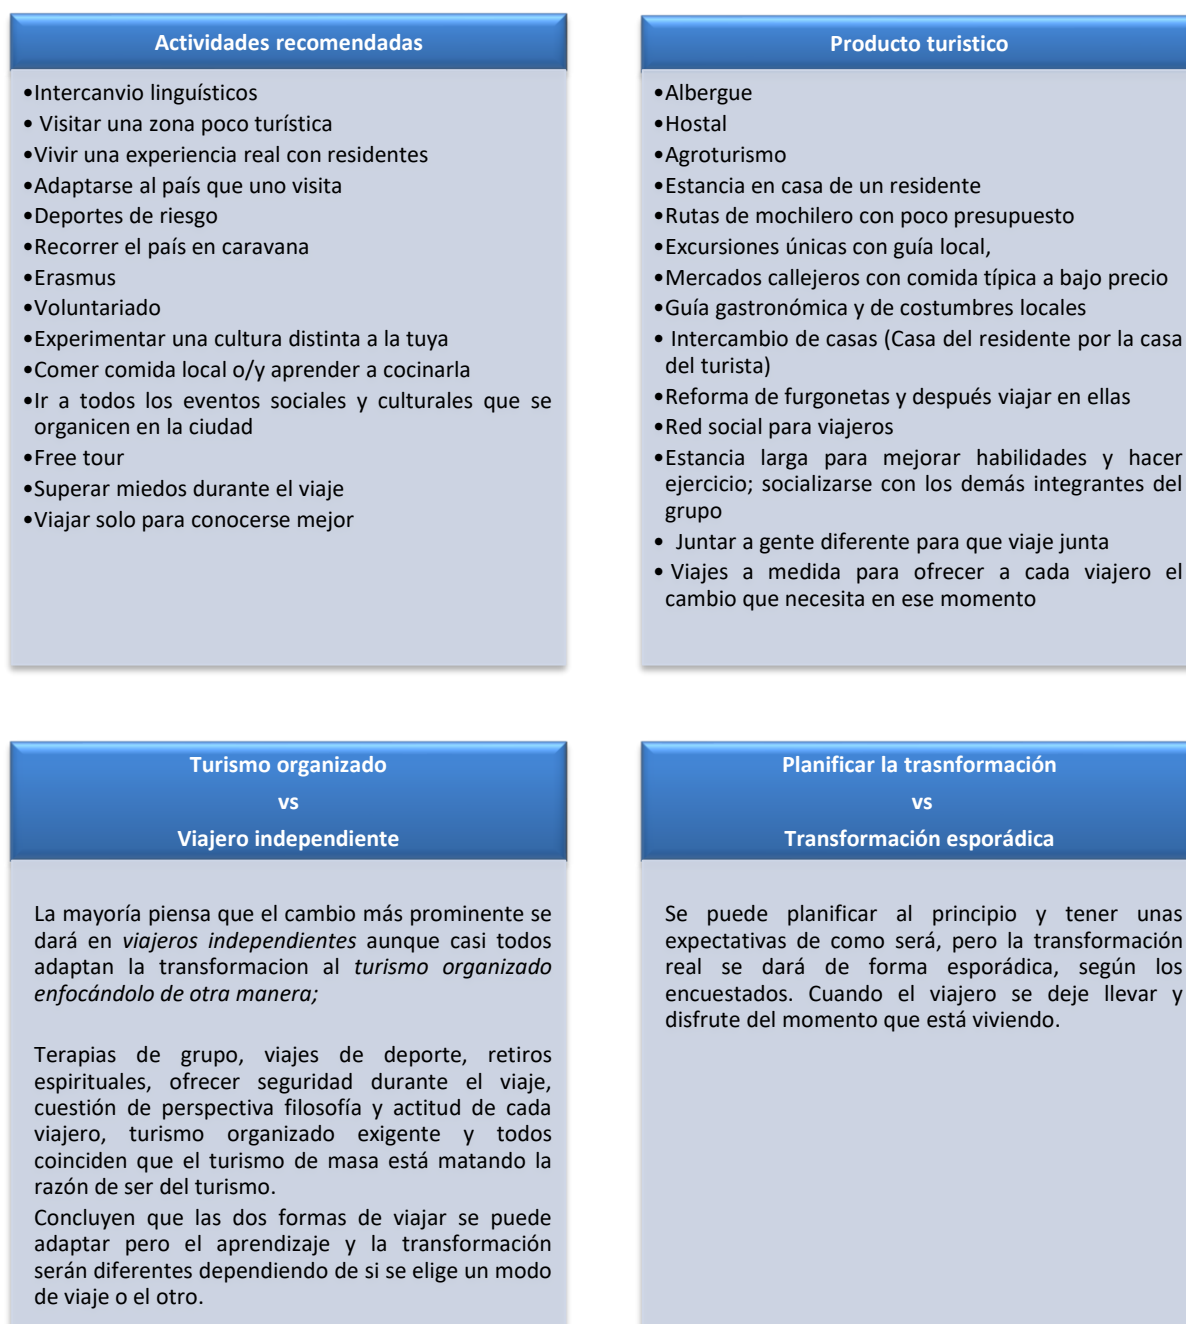 Actividades recomendadas
•Intercanvio linguísticos
• Visitar una zona poco turística
•Vivir una experiencia real con residentes
•Adaptarse al país que uno visita
•Deportes de riesgo
•Recorrer el país en caravana
•Erasmus
•Voluntariado
•Experimentar una cultura distinta a la tuya
•Comer comida local o/y aprender a cocinarla
•Ir a todos los eventos sociales y culturales que se
organicen en la ciudad
•Free tour
•Superar miedos durante el viaje
•Viajar solo para conocerse mejor
Producto turistico
•Albergue
•Hostal
•Agroturismo
•Estancia en casa de un residente
•Rutas de mochilero con poco presupuesto
•Excursiones únicas con guía local,
•Mercados callejeros con comida típica a bajo precio
•Guía gastronómica y de costumbres locales
• Intercambio de casas (Casa del residente por la casa
del turista)
•Reforma de furgonetas y después viajar en ellas
•Red social para viajeros
•Estancia larga para mejorar habilidades y hacer
ejercicio; socializarse con los demás integrantes del
grupo
• Juntar a gente diferente para que viaje junta
• Viajes a medida para ofrecer a cada viajero el
cambio que necesita en ese momento
Turismo organizado
vs
Viajero independiente
La mayoría piensa que el cambio más prominente se
dará en viajeros independientes aunque casi todos
adaptan la transformacion al turismo organizado
enfocándolo de otra manera;
Terapias de grupo, viajes de deporte, retiros
espirituales, ofrecer seguridad durante el viaje,
cuestión de perspectiva filosofía y actitud de cada
viajero, turismo organizado exigente y todos
coinciden que el turismo de masa está matando la
razón de ser del turismo.
Concluyen que las dos formas de viajar se puede
adaptar pero el aprendizaje y la transformación
serán diferentes dependiendo de si se elige un modo
de viaje o el otro.
Planificar la trasnformación
vs
Transformación esporádica
Se puede planificar al principio y tener unas
expectativas de como será, pero la transformación
real se dará de forma esporádica, según los
encuestados. Cuando el viajero se deje llevar y
disfrute del momento que está viviendo.